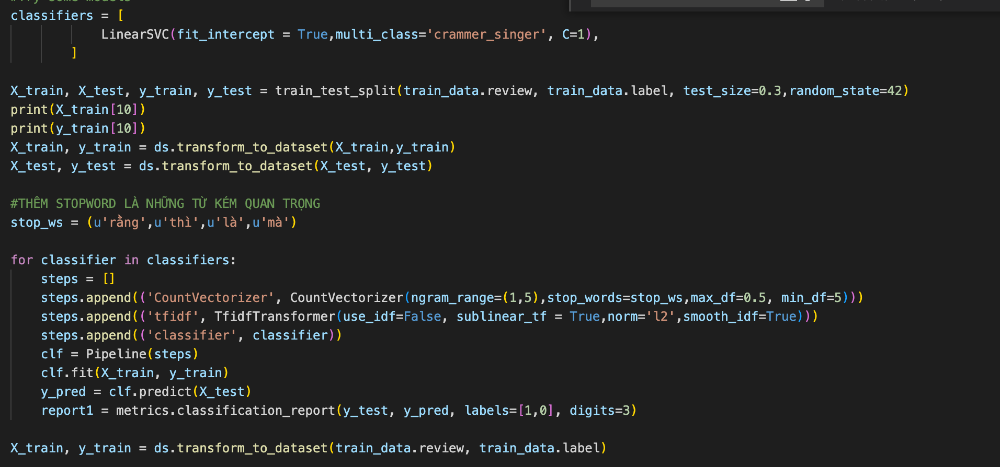 classifiers = [
LinearSVC(fit_intercept = True,multi_class='crammer_singer', C=1),
]
X_train, X_test, y_train, y_test = train_test_split(train_data.review, train_data.label, test_size=0.3,random_state=42)
print(X_train[10])
print(y_train[10])
X_train, y_train = ds.transform_to_dataset(X_train,y_train)
X_test, y_test = ds.transform_to_dataset(X_test, y_test)
#THÊM STOPWORD LÀ NHỮNG TỪ KÉM QUAN TRỌNG
stop_ws = (u'rằng',u'thì',u'là',u'mà')
for classifier in classifiers:
steps = []
steps.append(('CountVectorizer', CountVectorizer(ngram_range=(1,5),stop_words=stop_ws,max_df=0.5, min_df=5)))
steps.append(('tfidf', TfidfTransformer(use_idf=False, sublinear_tf = True,norm='l2',smooth_idf=True)))
steps.append(('classifier', classifier))
clf = Pipeline(steps)
clf.fit(X_train, y_train)
y_pred = clf.predict(X_test)
report1 = metrics.classification_report(y_test, y_pred, labels=[1,0], digits=3)
X_train, y_train = ds.transform_to_dataset(train_data.review, train_data.label)